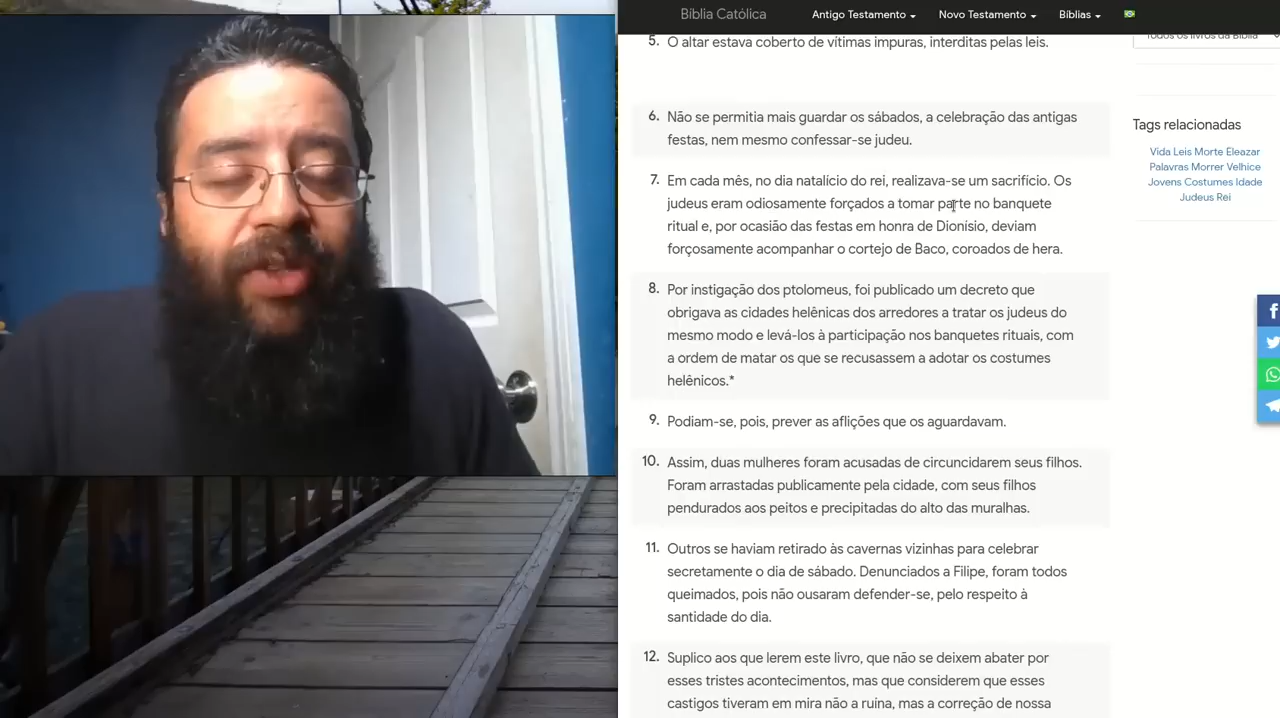 Bíblia Católica
Antigo Testamento
Novo Testamento
Bíblias
5. O altar estava coberto de vítimas impuras, interditas pelas leis.
6. Não se permitia mais guardar os sábados, a celebração das antigas
festas, nem mesmo confessar-se judeu.
7. Em cada mês, no dia natalício do rei, realizava-se um sacrifício. Os
judeus eram odiosamente forçados a tomar parte no banquete
ritual e, por ocasião das festas em honra de Dionísio, deviam
forçosamente acompanhar o cortejo de Baco, coroados de hera.
8. Por instigação dos ptolomeus, foi publicado um decreto que
obrigava as cidades helênicas dos arredores a tratar os judeus do
mesmo modo e levá-los à participação nos banquetes rituais, com
a ordem de matar os que se recusassem a adotar os costumes
helênicos.*
9. Podiam-se, pois, prever as aflições que os aguardavam.
10. Assim, duas mulheres foram acusadas de circuncidarem seus filhos.
Foram arrastadas publicamente pela cidade, com seus filhos
pendurados aos peitos e precipitadas do alto das muralhas.
11. Outros se haviam retirado às cavernas vizinhas para celebrar
secretamente o dia de sábado. Denunciados a Filipe, foram todos
queimados, pois não ousaram defender-se, pelo respeito à
santidade do dia.
12. Suplico aos que lerem este livro, que não se deixem abater por
esses tristes acontecimentos, mas que considerem que esses
castigos tiveram em mira não a ruína, mas a correção de nossa
Todos os livros da Bíblia
Tags relacionadas
Vida Leis Morte Eleazar
Palavras Morrer Velhice
Jovens Costumes Idade
Judeus Rei